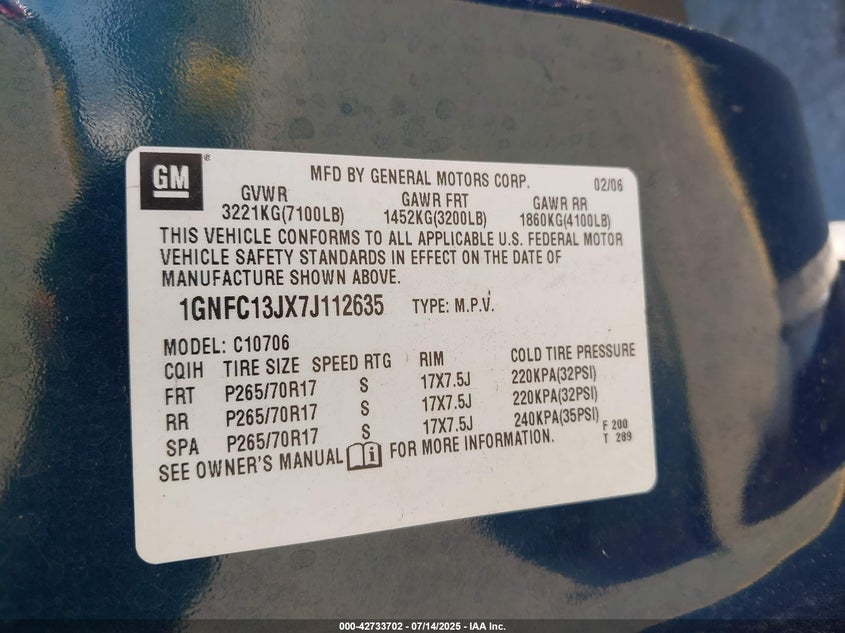 GM ®
MFD BY GENERAL MOTORS CORP. 02/06
GVWR GAWR FRT GAWR RR
3221KG(7100LB) 1452KG(3200LB) 1860KG(4100LB)
THIS VEHICLE CONFORMS TO ALL APPLICABLE U.S. FEDERAL MOTOR
VEHICLE SAFETY STANDARDS IN EFFECT ON THE DATE OF
MANUFACTURE SHOWN ABOVE.
1GNFC13JX7J112635 TYPE: M.P.V.
MODEL: C10706
CQIH TIRE SIZE SPEED RTG RIM COLD TIRE PRESSURE
FRT P265/70R17 S 17X7.5J 220KPA(32PSI)
RR P265/70R17 S 17X7.5J 220KPA(32PSI)
SPA P265/70R17 S 17X7.5J 240KPA(35PSI) F 200
SEE OWNER'S MANUAL i FOR MORE INFORMATION. T 289
000-42733702 - 07/14/2025 - IAA Inc.